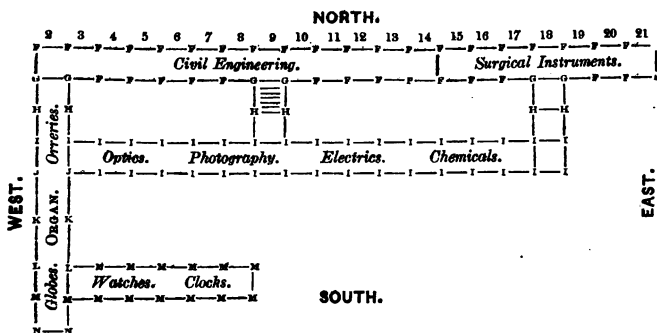 NORTH.
2 3 4 5 6 7 8 9 10 11 12 13 14 15 16 17 18 19 20 21
F F F F F F F F F F F F F F F F F F F F
Civil Engineering. Surgical Instruments.
G G F F F F F G G F F F F F F G G F F
H H H H H H
Orreries.
I I I I I I I I I I I I I I I I I
Optics. Photography. Electrics. Chemicals.
J J I I I I I I I I I I I I I I I I
WEST.
K ORGAN. K
EAST.
L L M M M M M M
Globes. Watches. Clocks.
SOUTH.
M M M M M M M M
N N